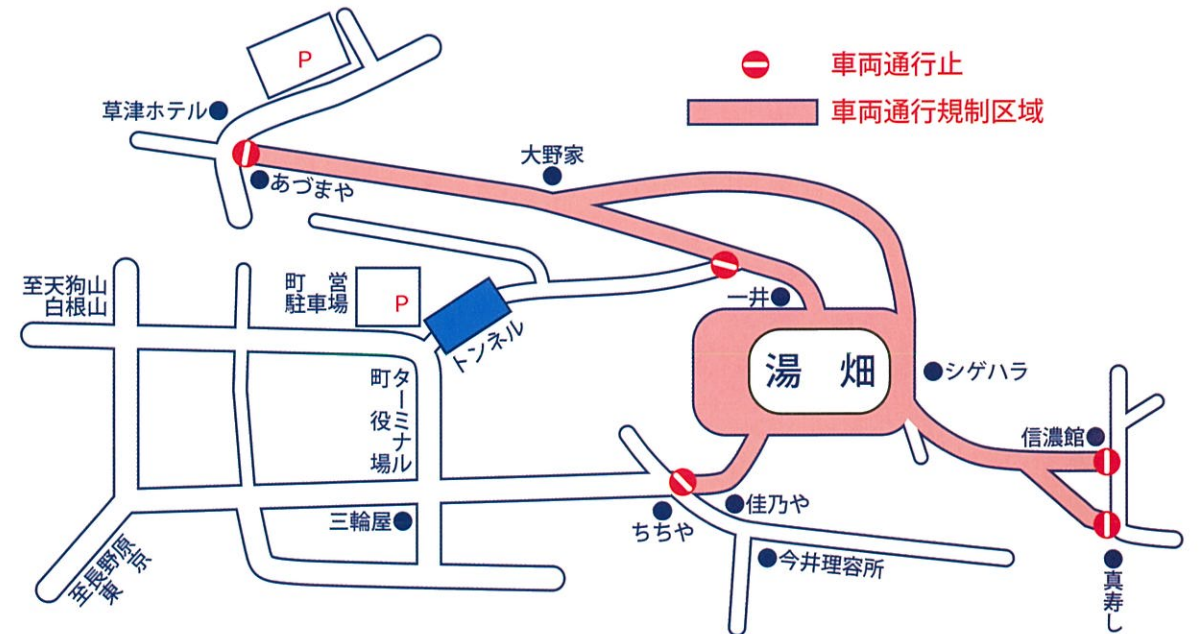 P
草津ホテル
車両通行止
車両通行規制区域
大野家
あづまや
至天狗山
白根山
町　営
駐車場
P
トンネル
一井
湯　畑
シゲハラ
ターミナル
町役場
信濃館
三輪屋
ちちや
佳乃や
今井理容所
至長野原
東　京
真寿し